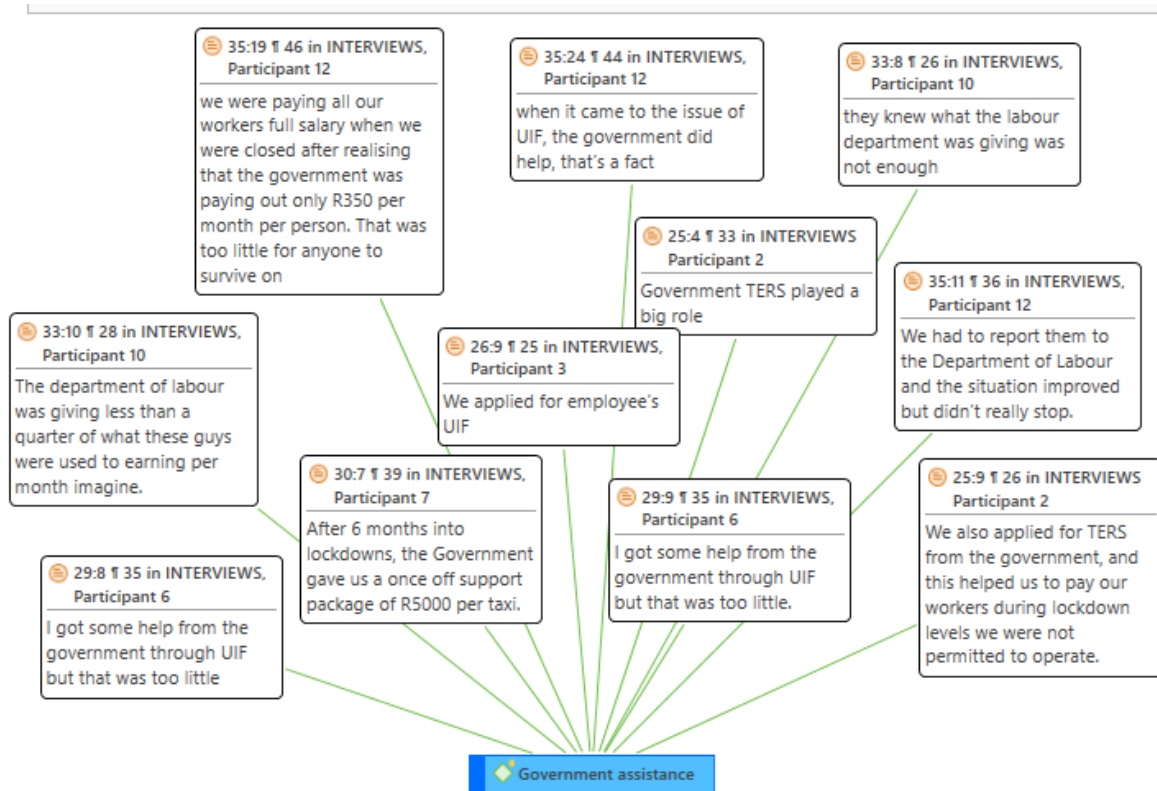 35:19 ¶ 46 in INTERVIEWS,
Participant 12
we were paying all our
workers full salary when we
were closed after realising
that the government was
paying out only R350 per
month per person. That was
too little for anyone to
survive on
35:24 ¶ 44 in INTERVIEWS,
Participant 12
when it came to the issue of
UIF, the government did
help, that's a fact
33:8 ¶ 26 in INTERVIEWS,
Participant 10
they knew what the labour
department was giving was
not enough
25:4 ¶ 33 in INTERVIEWS
Participant 2
Government TERS played a
big role
35:11 ¶ 36 in INTERVIEWS,
Participant 12
We had to report them to
the Department of Labour
and the situation improved
but didn't really stop.
33:10 ¶ 28 in INTERVIEWS,
Participant 10
The department of labour
was giving less than a
quarter of what these guys
were used to earning per
month imagine.
26:9 ¶ 25 in INTERVIEWS,
Participant 3
We applied for employee's
UIF
30:7 ¶ 39 in INTERVIEWS,
Participant 7
After 6 months into
lockdowns, the Government
gave us a once off support
package of R5000 per taxi.
29:9 ¶ 35 in INTERVIEWS,
Participant 6
I got some help from the
government through UIF
but that was too little.
25:9 ¶ 26 in INTERVIEWS
Participant 2
We also applied for TERS
from the government, and
this helped us to pay our
workers during lockdown
levels we were not
permitted to operate.
29:8 ¶ 35 in INTERVIEWS,
Participant 6
I got some help from the
government through UIF
but that was too little
Government assistance